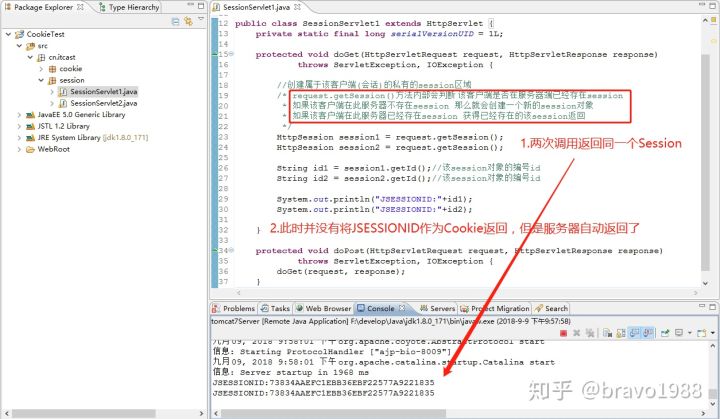 Package Explorer
Type Hierarchy
CookieTest
src
cn.itcast
cookie
session
SessionServlet1.java
SessionServlet2.java
JavaEE 5.0 Generic Library
JSTL 1.2 Library
JRE System Library [jdk1.8.0_171]
WebRoot
SessionServlet1.java
12 public class SessionServlet1 extends HttpServlet {
13 private static final long serialVersionUID = 1L;
14
15 protected void doGet(HttpServletRequest request, HttpServletResponse response)
16 throws ServletException, IOException {
17
18 //创建属于该客户端(会话)的私有的session区域
19 /* request.getSession()方法内部会判断 该客户端是否在服务器端已经存在session
20 * 如果该客户端在此服务器不存在session 那么就会创建一个新的session对象
21 * 如果该客户端在此服务器已经存在session 获得已经存在的该session返回
22 */
23 HttpSession session1 = request.getSession();
24 HttpSession session2 = request.getSession();
25
26 String id1 = session1.getId();//该session对象的编号id
27 String id2 = session2.getId();//该session对象的编号id
28
29 System.out.println("JSESSIONID:"+id1);
30 System.out.println("JSESSIONID:"+id2);
31
32 }
33
34 protected void doPost(HttpServletRequest request, HttpServletResponse response)
35 throws ServletException, IOException {
36 doGet(request, response);
37 }
1.两次调用返回同一个Session
2.此时并没有将JSESSIONID作为Cookie返回，但是服务器自动返回了
Problems
Tasks
Web Browser
Console
Servers
Project Migration
Search
tomcat7Server [Remote Java Application] F:\develop\Java\jdk1.8.0_171\bin\javaw.exe (2018-9-9 下午9:57:58)
九月 09, 2018 9:58:01 下午 org.apache.coyote.AbstractProtocol start
信息: Starting ProtocolHandler ["ajp-bio-8009"]
九月 09, 2018 9:58:01 下午 org.apache.catalina.startup.Catalina start
信息: Server startup in 1968 ms
JSESSIONID:73834AAEFC1EBB36EBF22577A9221835
JSESSIONID:73834AAEFC1EBB36EBF22577A9221835
知乎 @bravo1988